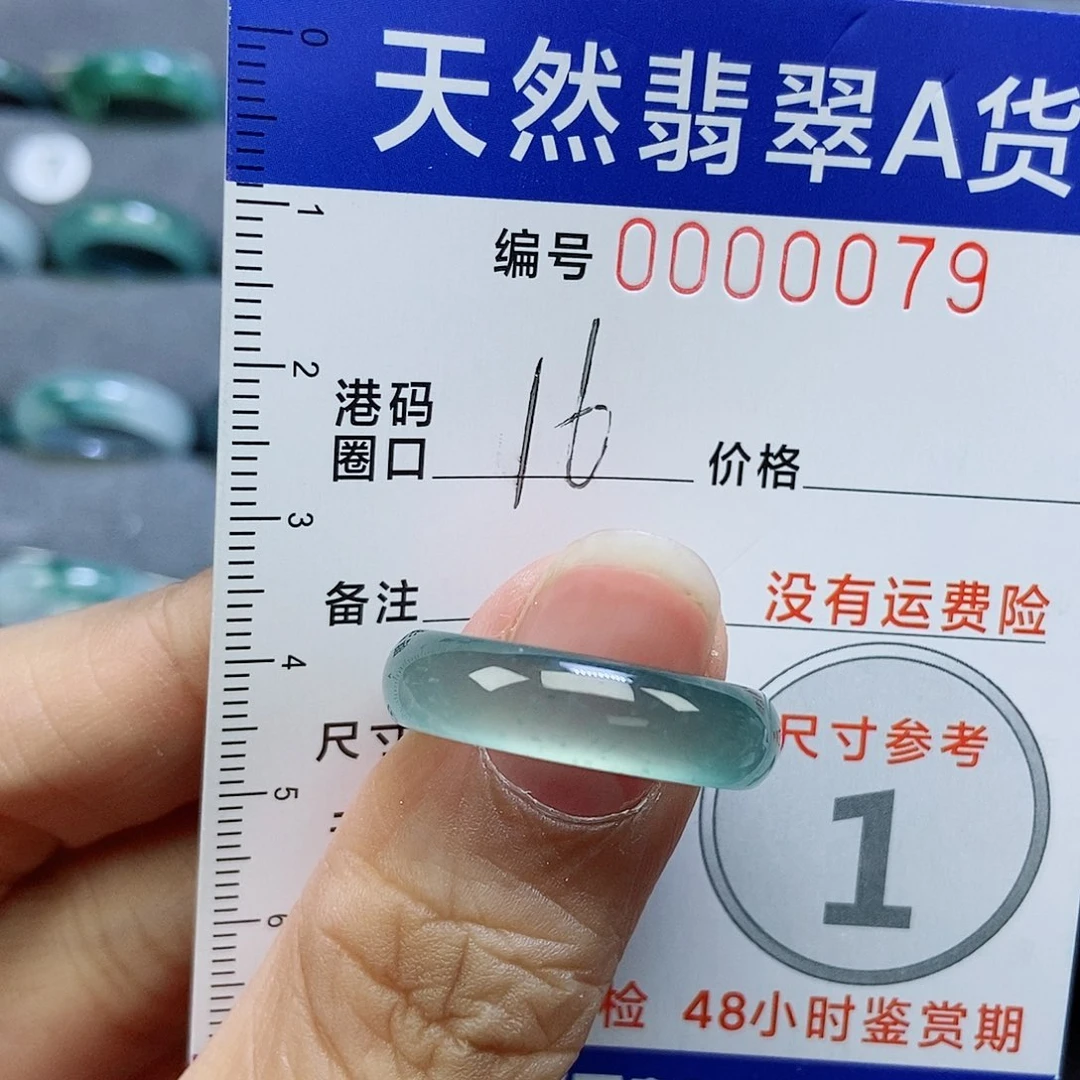 天然翡翠A货
编号 0000079
港码
圈口 16 价格
备注 没有运费险
尺寸 尺寸参考
1
检 48小时鉴赏期
0
1
2
3
4
5
6